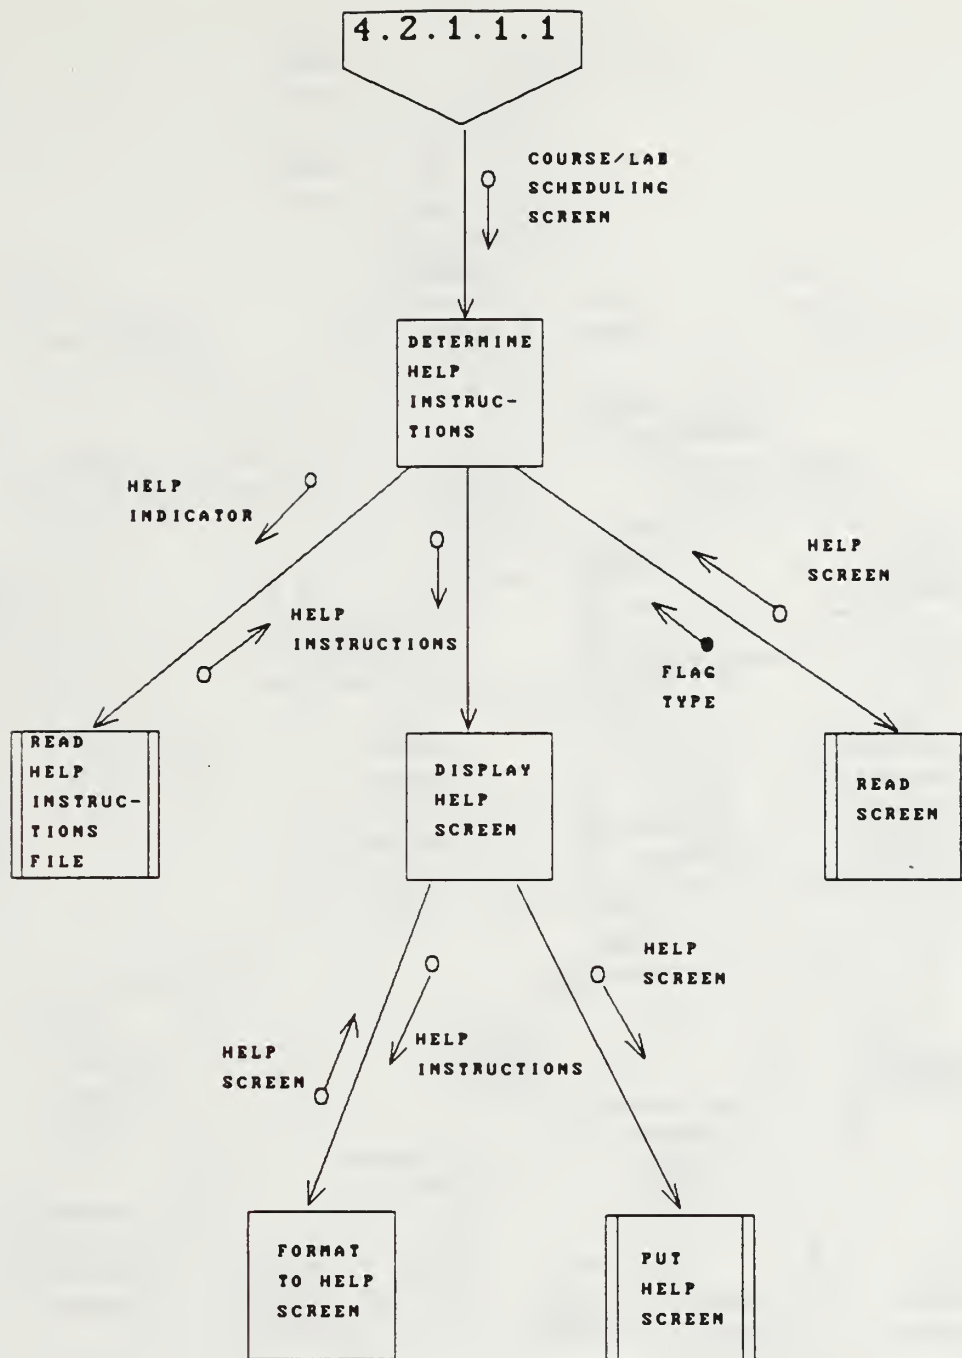 4.2.1.1.1
COURSE/LAB
SCHEDULING
SCREEN
DETERMINE
HELP
INSTRUC-
TIONS
HELP
INDICATOR
HELP
INSTRUCTIONS
HELP
SCREEN
FLAG
TYPE
READ
HELP
INSTRUC-
TIONS
FILE
DISPLAY
HELP
SCREEN
READ
SCREEN
HELP
SCREEN
HELP
INSTRUCTIONS
HELP
SCREEN
FORMAT
TO HELP
SCREEN
PUT
HELP
SCREEN